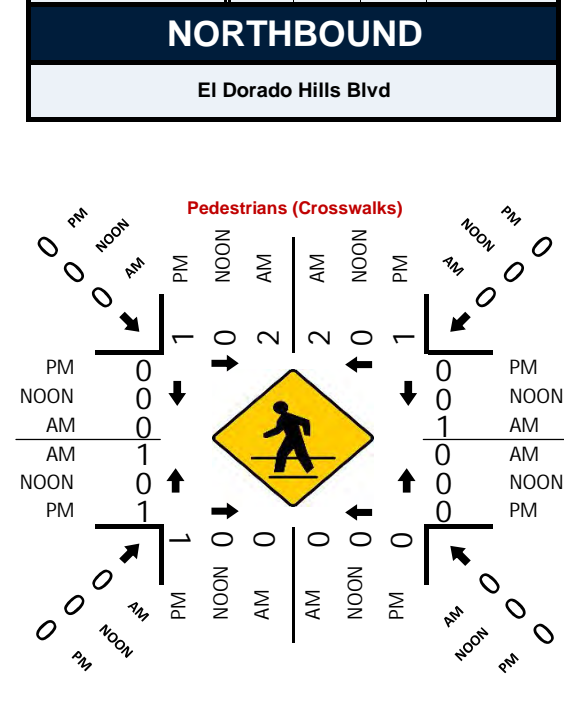 NORTHBOUND
El Dorado Hills Blvd
Pedestrians (Crosswalks)
PM NOON AM
0 0 0
PM NOON AM AM NOON PM
1 0 2 2 0 1
PM NOON AM
0 0 0
PM 0
NOON 0
AM 0
AM 1
NOON 0
PM 1
0 PM
0 NOON
1 AM
0 AM
0 NOON
0 PM
1 0 0 0 0 0
PM NOON AM AM NOON PM
0 0 0
AM NOON PM
0 0 0
AM NOON PM